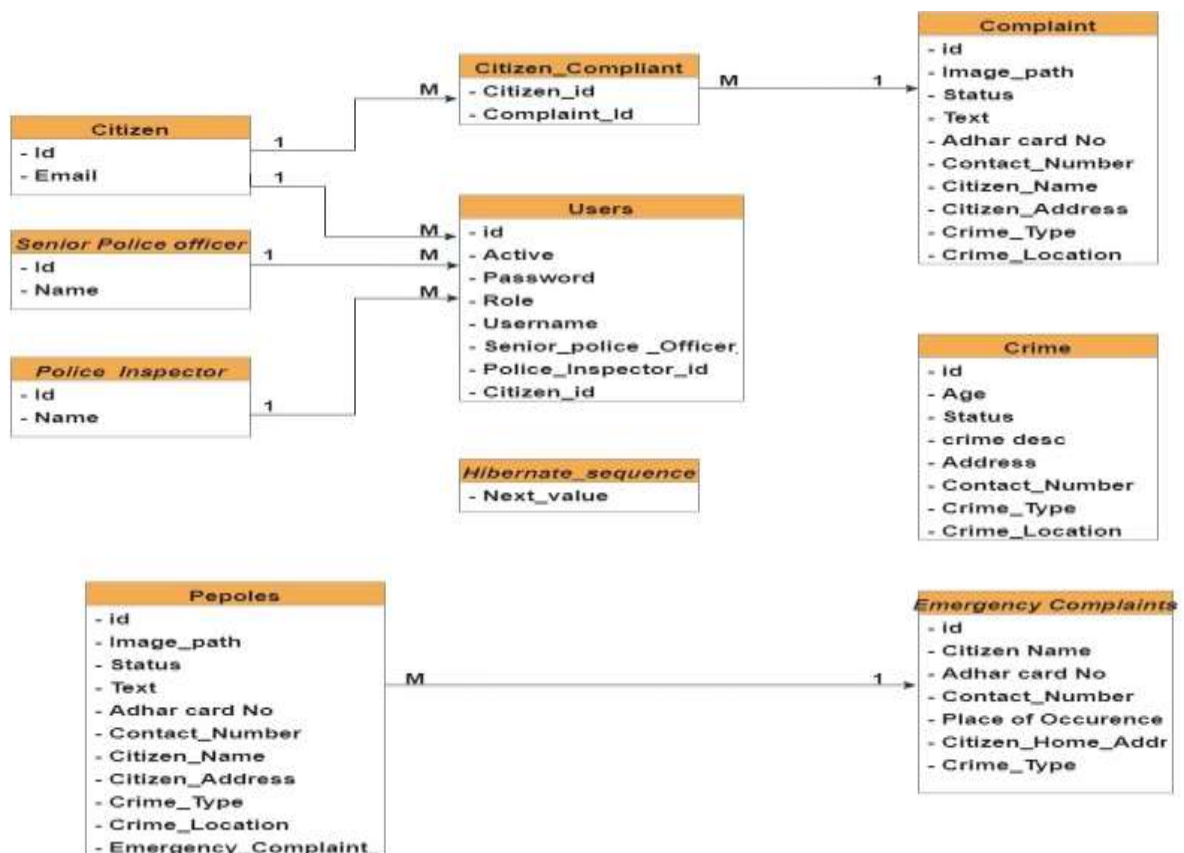 Citizen
- Id
- Email
Senior Police officer
- Id
- Name
Police Inspector
- Id
- Name
1
1
1
1
M
M
M
M
Citizen_Compliant
- Citizen_id
- Complaint_Id
M
1
Users
- id
- Active
- Password
- Role
- Username
- Senior_police _Officer
- Police_Inspector_id
- Citizen_id
Hibernate_sequence
- Next_value
Complaint
- id
- Image_path
- Status
- Text
- Adhar card No
- Contact_Number
- Citizen_Name
- Citizen_Address
- Crime_Type
- Crime_Location
Crime
- id
- Age
- Status
- crime desc
- Address
- Contact_Number
- Crime_Type
- Crime_Location
Pepoles
- id
- Image_path
- Status
- Text
- Adhar card No
- Contact_Number
- Citizen_Name
- Citizen_Address
- Crime_Type
- Crime_Location
- Emergency_Complaint_
M
1
Emergency Complaints
- id
- Citizen Name
- Adhar card No
- Contact_Number
- Place of Occurence
- Citizen_Home_Addr
- Crime_Type